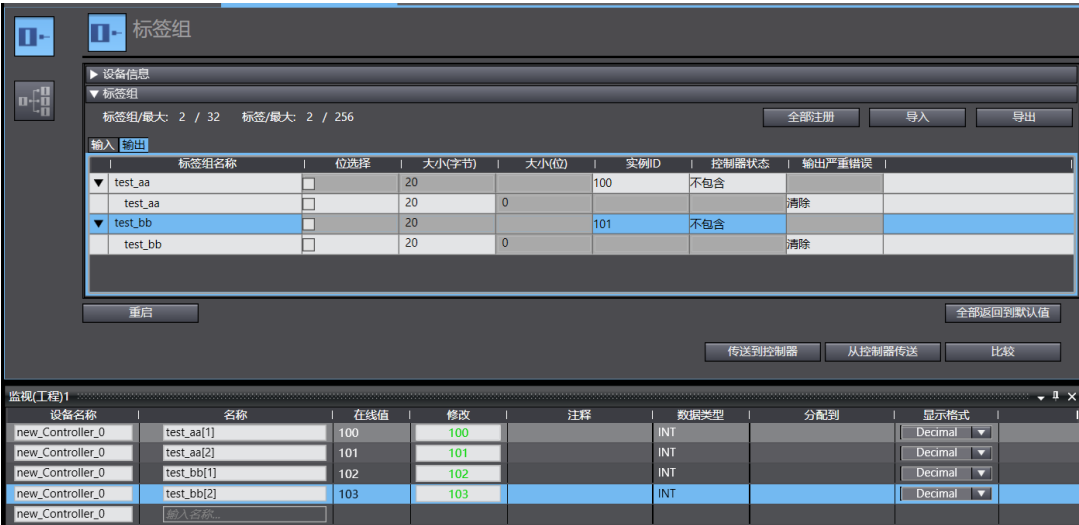 标签组
▶ 设备信息
▼ 标签组
标签组/最大: 2 / 32 标签/最大: 2 / 256 全部注册 导入 导出
输入 输出
标签组名称 位选择 大小(字节) 大小(位) 实例ID 控制器状态 输出严重错误
▼ test_aa 20 100 不包含
test_aa 20 0 清除
▼ test_bb 20 101 不包含
test_bb 20 0 清除
重启 全部返回到默认值
传送到控制器 从控制器传送 比较
监视(工程)1
设备名称 名称 在线值 修改 注释 数据类型 分配到 显示格式
new_Controller_0 test_aa[1] 100 100 INT Decimal ▼
new_Controller_0 test_aa[2] 101 101 INT Decimal ▼
new_Controller_0 test_bb[1] 102 102 INT Decimal ▼
new_Controller_0 test_bb[2] 103 103 INT Decimal ▼
new_Controller_0 输入名称...